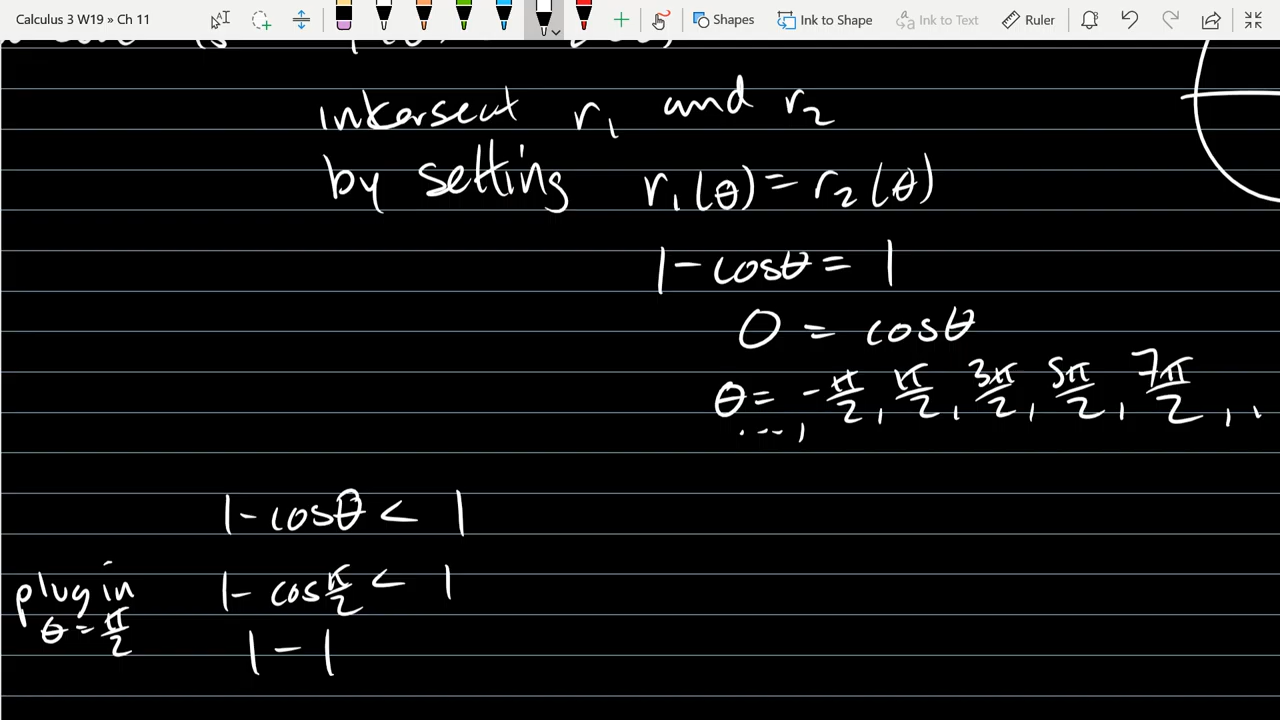 Calculus 3 W19 » Ch 11
Shapes
Ink to Shape
Ink to Text
Ruler
intersect r₁ and r₂
by setting r₁(θ) = r₂(θ)
1 - cosθ = 1
0 = cosθ
θ = -π/2, π/2, 3π/2, 5π/2, 7π/2, .
...,
1 - cosθ < 1
plug in θ = π/2
1 - cos π/2 < 1
1 - 1